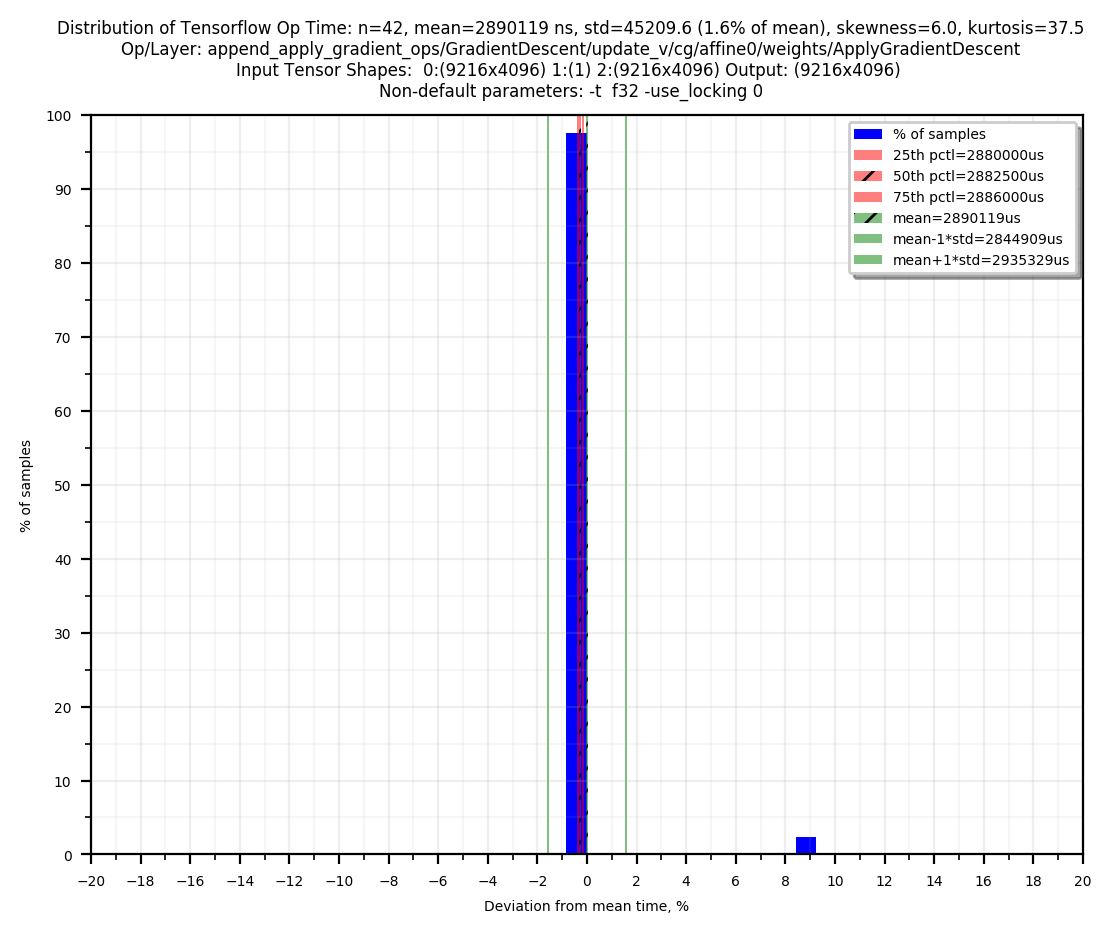 Distribution of Tensorflow Op Time: n=42, mean=2890119 ns, std=45209.6 (1.6% of mean), skewness=6.0, kurtosis=37.5
Op/Layer: append_apply_gradient_ops/GradientDescent/update_v/cg/affine0/weights/ApplyGradientDescent
Input Tensor Shapes:  0:(9216x4096) 1:(1) 2:(9216x4096) Output: (9216x4096)
Non-default parameters: -t  f32 -use_locking 0
100
90
80
70
60
50
40
30
20
10
0
% of samples
% of samples
25th pctl=2880000us
50th pctl=2882500us
75th pctl=2886000us
mean=2890119us
mean-1*std=2844909us
mean+1*std=2935329us
−20 −18 −16 −14 −12 −10 −8 −6 −4 −2 0 2 4 6 8 10 12 14 16 18 20
Deviation from mean time, %